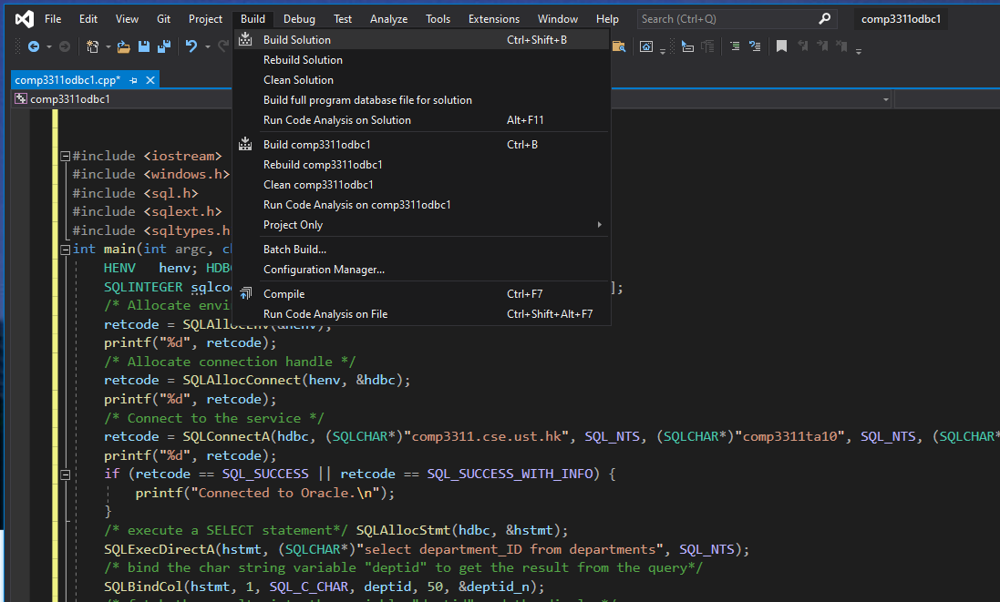 File Edit View Git Project Build Debug Test Analyze Tools Extensions Window Help Search (Ctrl+Q) comp3311odbc1
Build Solution Ctrl+Shift+B
Rebuild Solution
Clean Solution
Build full program database file for solution
Run Code Analysis on Solution Alt+F11
Build comp3311odbc1 Ctrl+B
Rebuild comp3311odbc1
Clean comp3311odbc1
Run Code Analysis on comp3311odbc1
Project Only
Batch Build...
Configuration Manager...
Compile Ctrl+F7
Run Code Analysis on File Ctrl+Shift+Alt+F7
comp3311odbc1.cpp*
comp3311odbc1
#include <iostream>
#include <windows.h>
#include <sql.h>
#include <sqlext.h>
#include <sqltypes.h
int main(int argc, c
HENV henv; HDB
SQLINTEGER sqlco ];
/* Allocate envi
retcode = SQLAllocEnv(&henv);
printf("%d", retcode);
/* Allocate connection handle */
retcode = SQLAllocConnect(henv, &hdbc);
printf("%d", retcode);
/* Connect to the service */
retcode = SQLConnectA(hdbc, (SQLCHAR*)"comp3311.cse.ust.hk", SQL_NTS, (SQLCHAR*)"comp3311ta10", SQL_NTS, (SQLCHAR*
printf("%d", retcode);
if (retcode == SQL_SUCCESS || retcode == SQL_SUCCESS_WITH_INFO) {
printf("Connected to Oracle.\n");
}
/* execute a SELECT statement*/ SQLAllocStmt(hdbc, &hstmt);
SQLExecDirectA(hstmt, (SQLCHAR*)"select department_ID from departments", SQL_NTS);
/* bind the char string variable "deptid" to get the result from the query*/
SQLBindCol(hstmt, 1, SQL_C_CHAR, deptid, 50, &deptid_n);